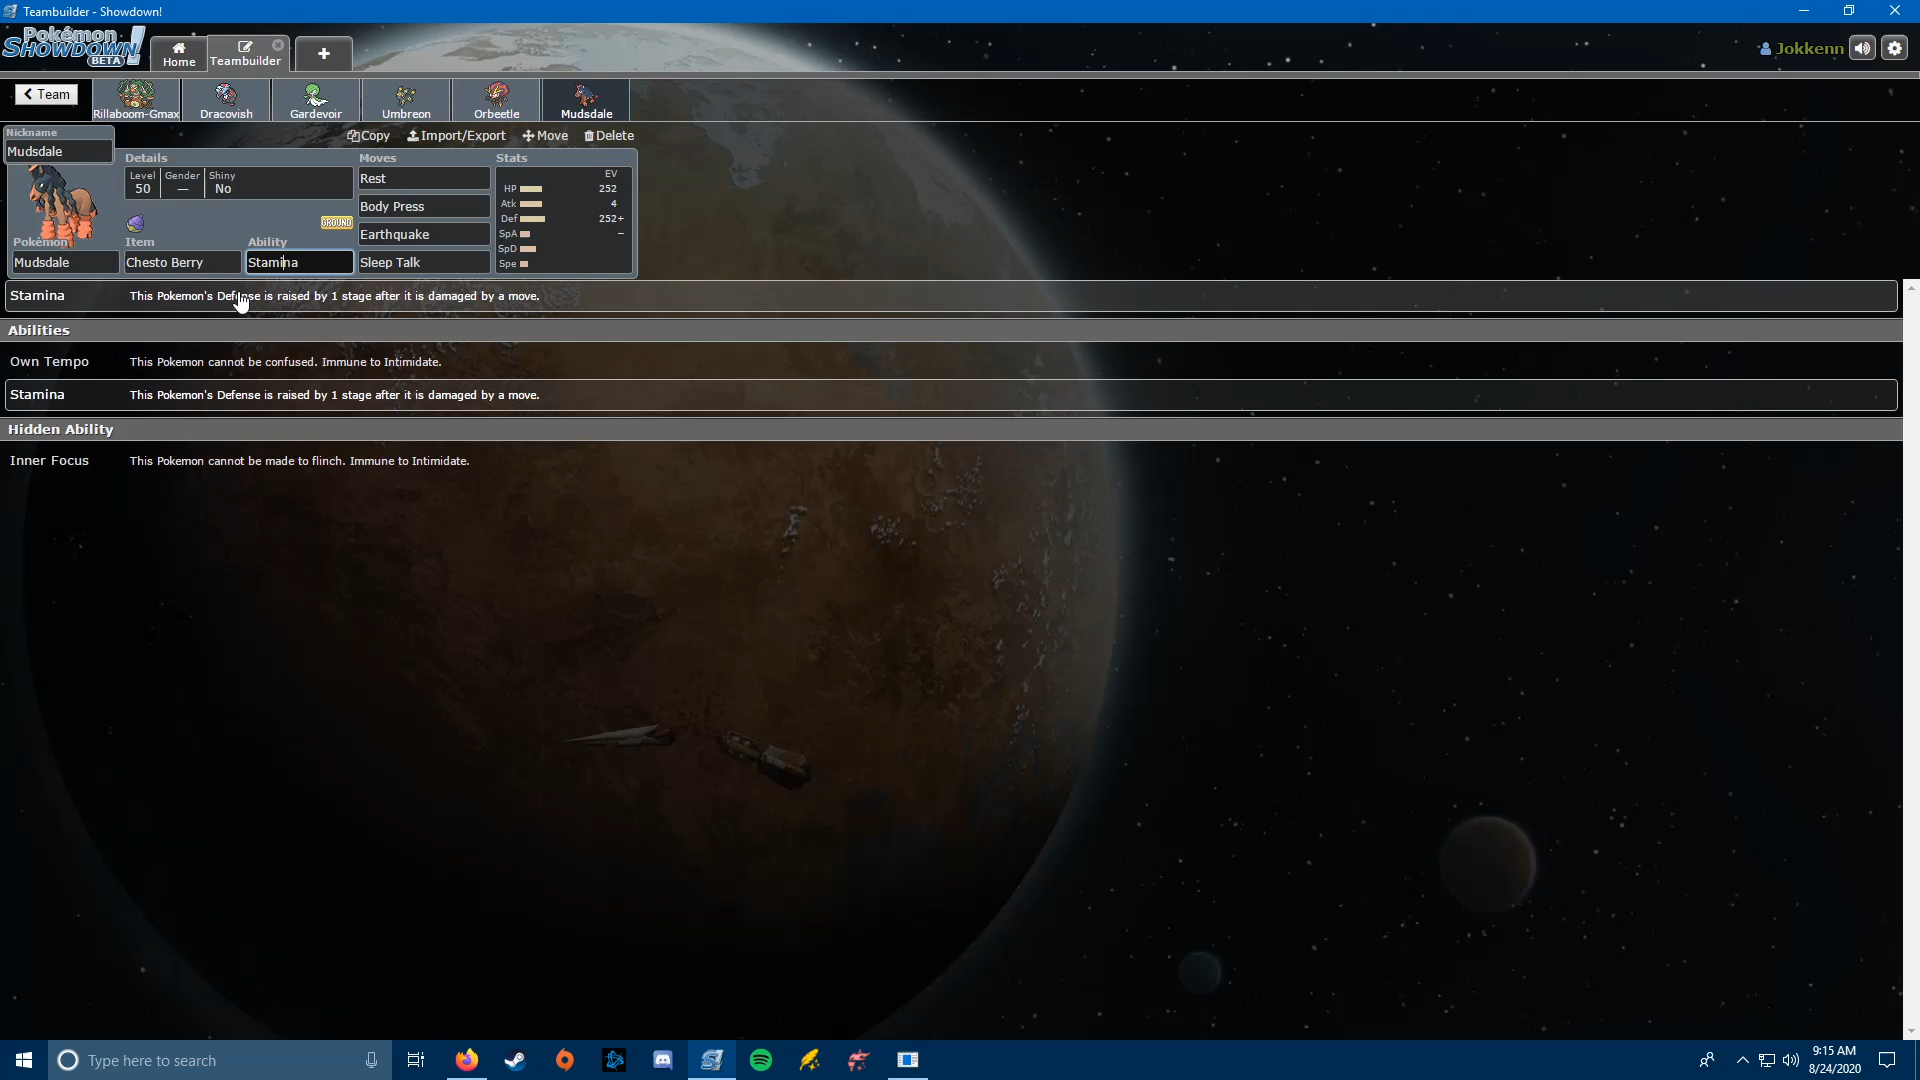 Teambuilder - Showdown!
Pokémon
SHOWDOWN!
BETA
Home
Teambuilder
Jokkenn
Team
Rillaboom-Gmax
Dracovish
Gardevoir
Umbreon
Orbeetle
Mudsdale
Nickname
Mudsdale
Copy
Import/Export
Move
Delete
Details
Moves
Stats
Level
Gender
Shiny
50
—
No
Rest
Body Press
Earthquake
Sleep Talk
EV
HP 252
Atk 4
Def 252+
SpA –
SpD
Spe
GROUND
Pokémon
Item
Ability
Mudsdale
Chesto Berry
Stamina
Stamina This Pokemon's Defense is raised by 1 stage after it is damaged by a move.
Abilities
Own Tempo This Pokemon cannot be confused. Immune to Intimidate.
Stamina This Pokemon's Defense is raised by 1 stage after it is damaged by a move.
Hidden Ability
Inner Focus This Pokemon cannot be made to flinch. Immune to Intimidate.
Type here to search
9:15 AM
8/24/2020